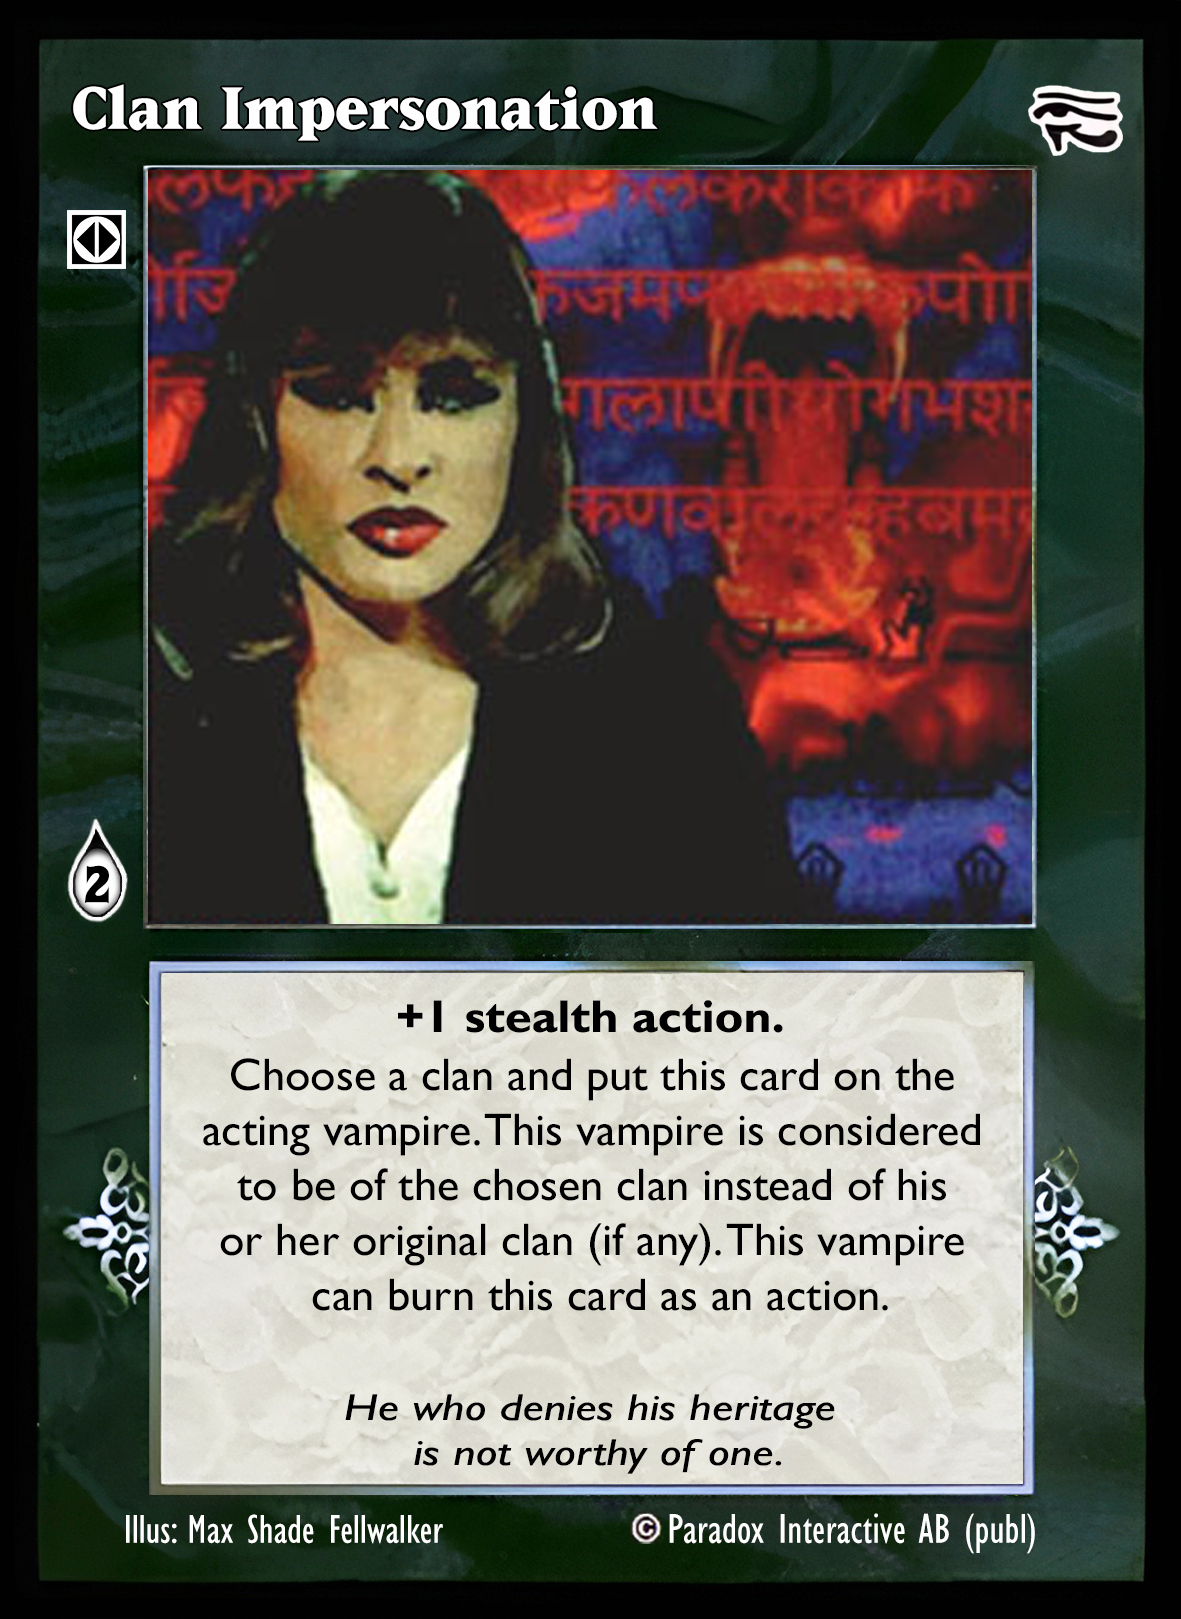 Clan Impersonation
2
+1 stealth action.
Choose a clan and put this card on the
acting vampire. This vampire is considered
to be of the chosen clan instead of his
or her original clan (if any). This vampire
can burn this card as an action.
He who denies his heritage
is not worthy of one.
Illus: Max Shade Fellwalker
© Paradox Interactive AB (publ)